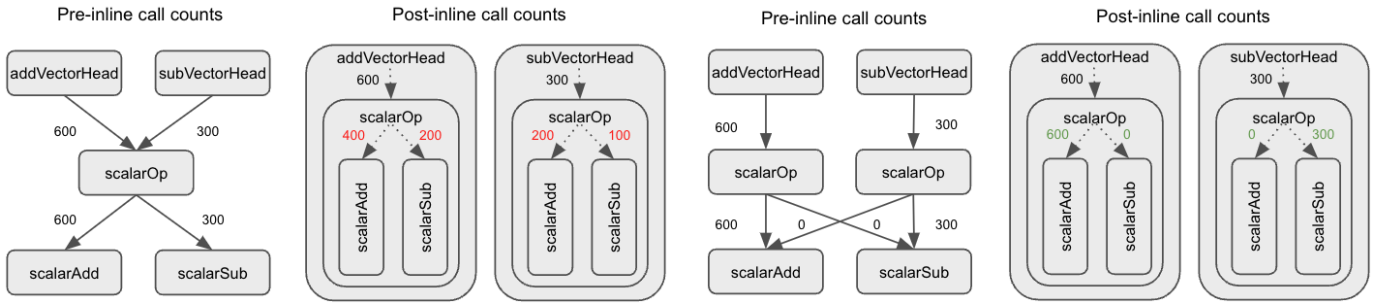 Pre-inline call counts
addVectorHead
subVectorHead
600
300
scalarOp
600
300
scalarAdd
scalarSub
Post-inline call counts
addVectorHead
600
scalarOp
400
200
scalarAdd
scalarSub
subVectorHead
300
scalarOp
200
100
scalarAdd
scalarSub
Pre-inline call counts
addVectorHead
subVectorHead
600
300
scalarOp
scalarOp
600
0
0
300
scalarAdd
scalarSub
Post-inline call counts
addVectorHead
600
scalarOp
600
0
scalarAdd
scalarSub
subVectorHead
300
scalarOp
0
300
scalarAdd
scalarSub